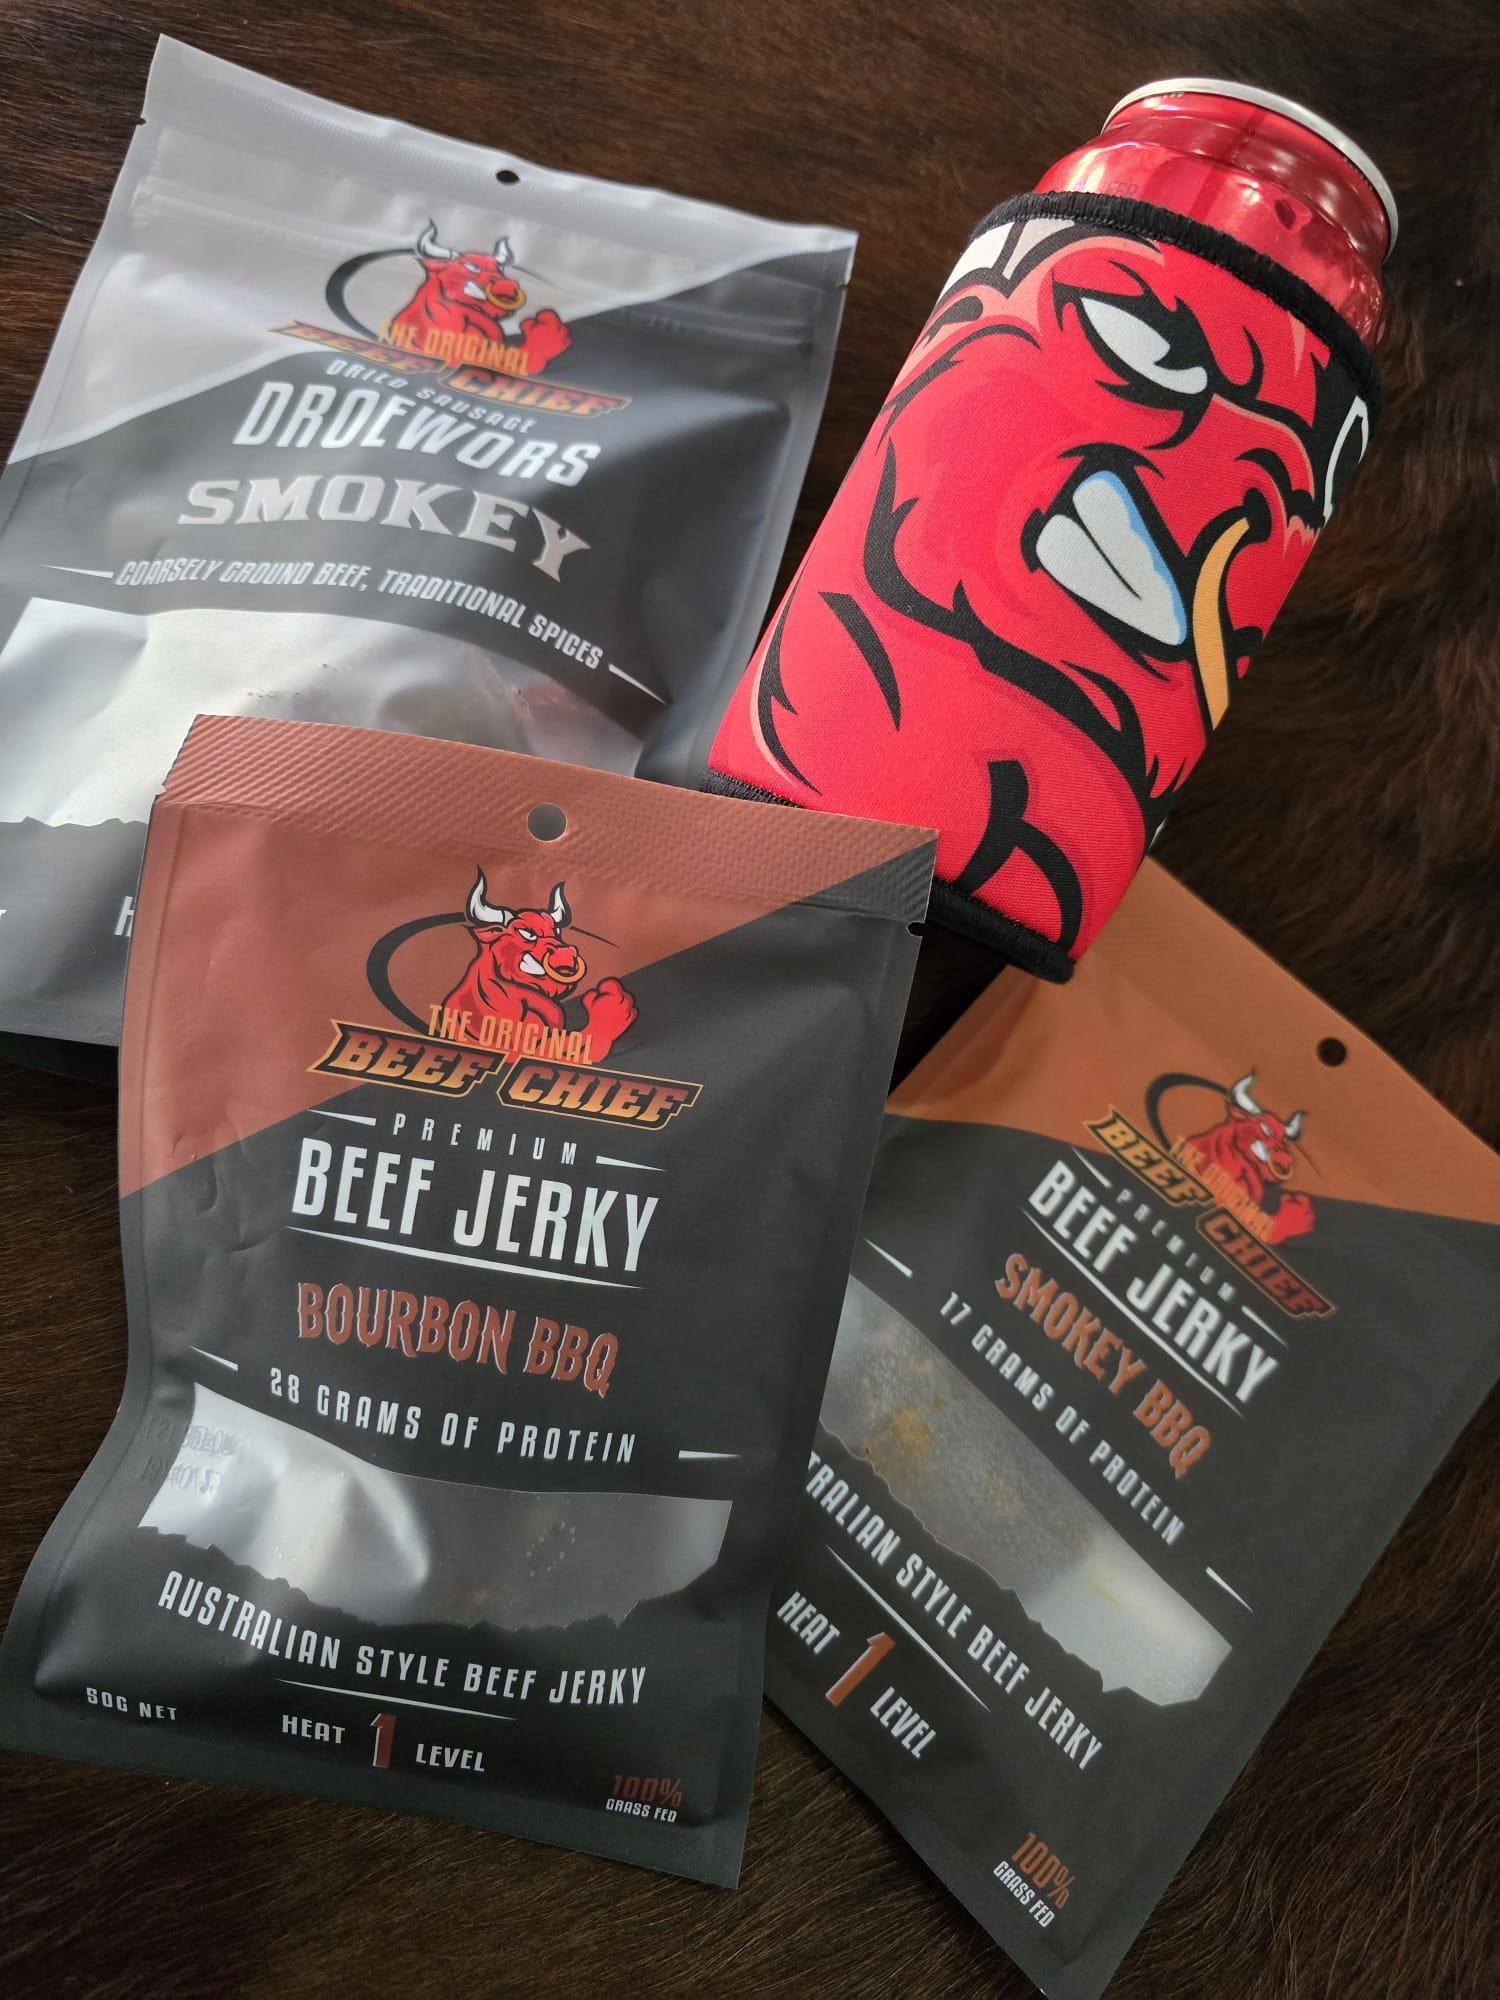 THE ORIGINAL
BEEF CHIEF
DRIED SAUSAGE
DROEWORS
SMOKEY
COARSELY GROUND BEEF, TRADITIONAL SPICES
H
THE ORIGINAL
BEEF CHIEF
PREMIUM
BEEF JERKY
BOURBON BBQ
28 GRAMS OF PROTEIN
AUSTRALIAN STYLE BEEF JERKY
50G NET
HEAT 1 LEVEL
100%
GRASS FED
THE ORIGINAL
BEEF CHIEF
PREMIUM
BEEF JERKY
SMOKEY BBQ
17 GRAMS OF PROTEIN
TRALIAN STYLE BEEF JERKY
HEAT 1 LEVEL
100%
GRASS FED